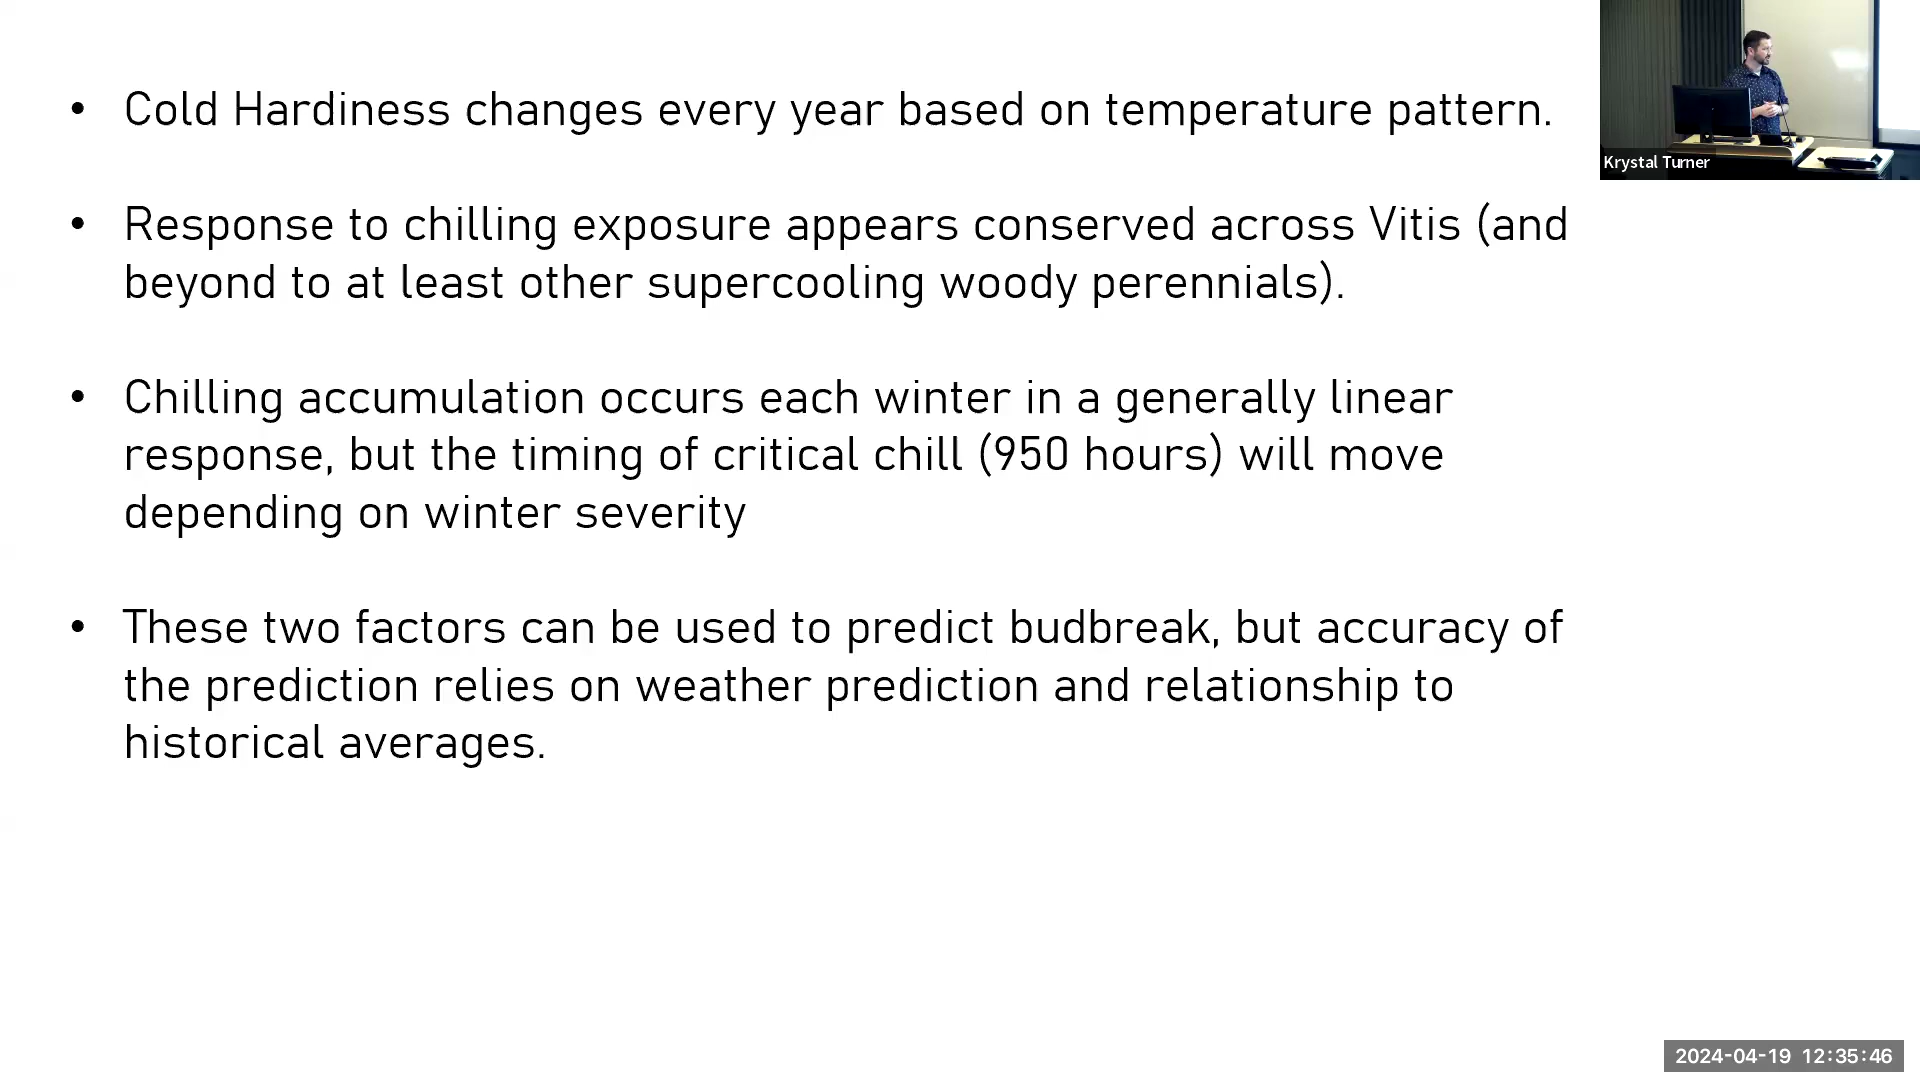 • Cold Hardiness changes every year based on temperature pattern.
• Response to chilling exposure appears conserved across Vitis (and
beyond to at least other supercooling woody perennials).
• Chilling accumulation occurs each winter in a generally linear
response, but the timing of critical chill (950 hours) will move
depending on winter severity
• These two factors can be used to predict budbreak, but accuracy of
the prediction relies on weather prediction and relationship to
historical averages.
Krystal Turner
2024-04-19 12:35:46